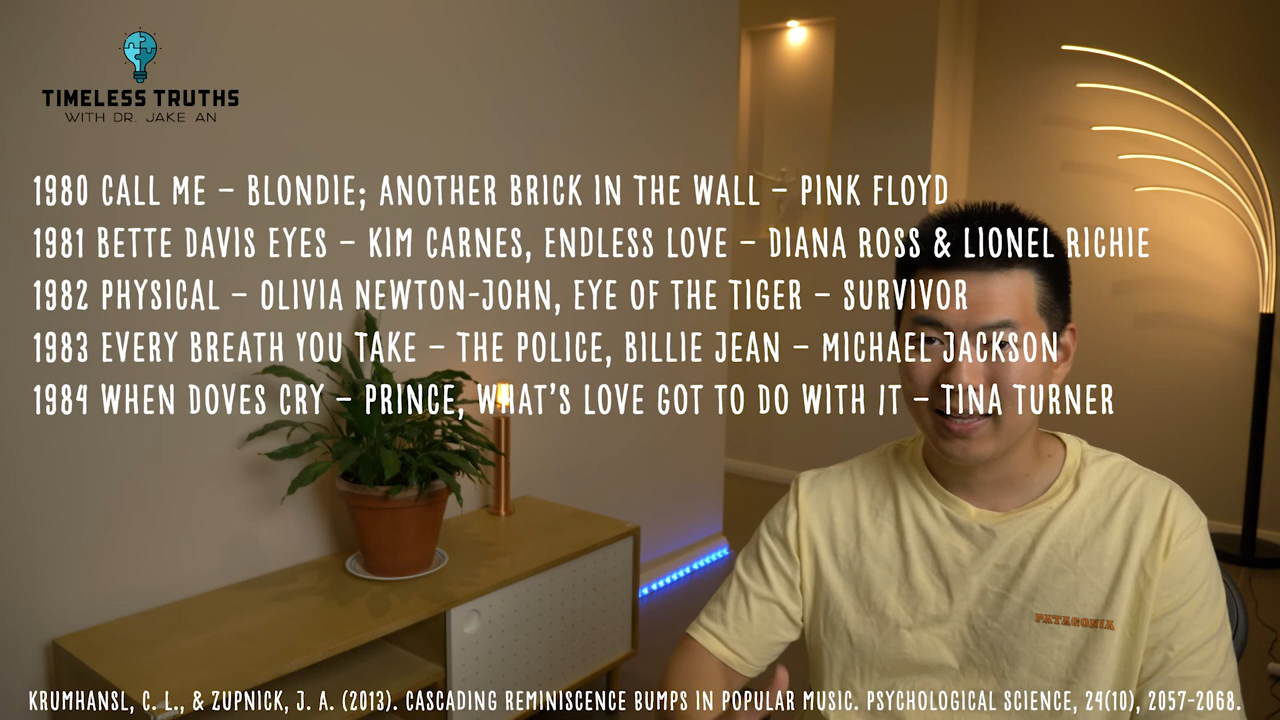 TIMELESS TRUTHS
WITH DR. JAKE AN
1980 CALL ME – BLONDIE; ANOTHER BRICK IN THE WALL – PINK FLOYD
1981 BETTE DAVIS EYES – KIM CARNES, ENDLESS LOVE – DIANA ROSS & LIONEL RICHIE
1982 PHYSICAL – OLIVIA NEWTON-JOHN, EYE OF THE TIGER – SURVIVOR
1983 EVERY BREATH YOU TAKE – THE POLICE, BILLIE JEAN – MICHAEL JACKSON
1984 WHEN DOVES CRY – PRINCE, WHAT'S LOVE GOT TO DO WITH IT – TINA TURNER
PATAGONIA
KRUMHANSL, C. L., & ZUPNICK, J. A. (2013). CASCADING REMINISCENCE BUMPS IN POPULAR MUSIC. PSYCHOLOGICAL SCIENCE, 24(10), 2057-2068.